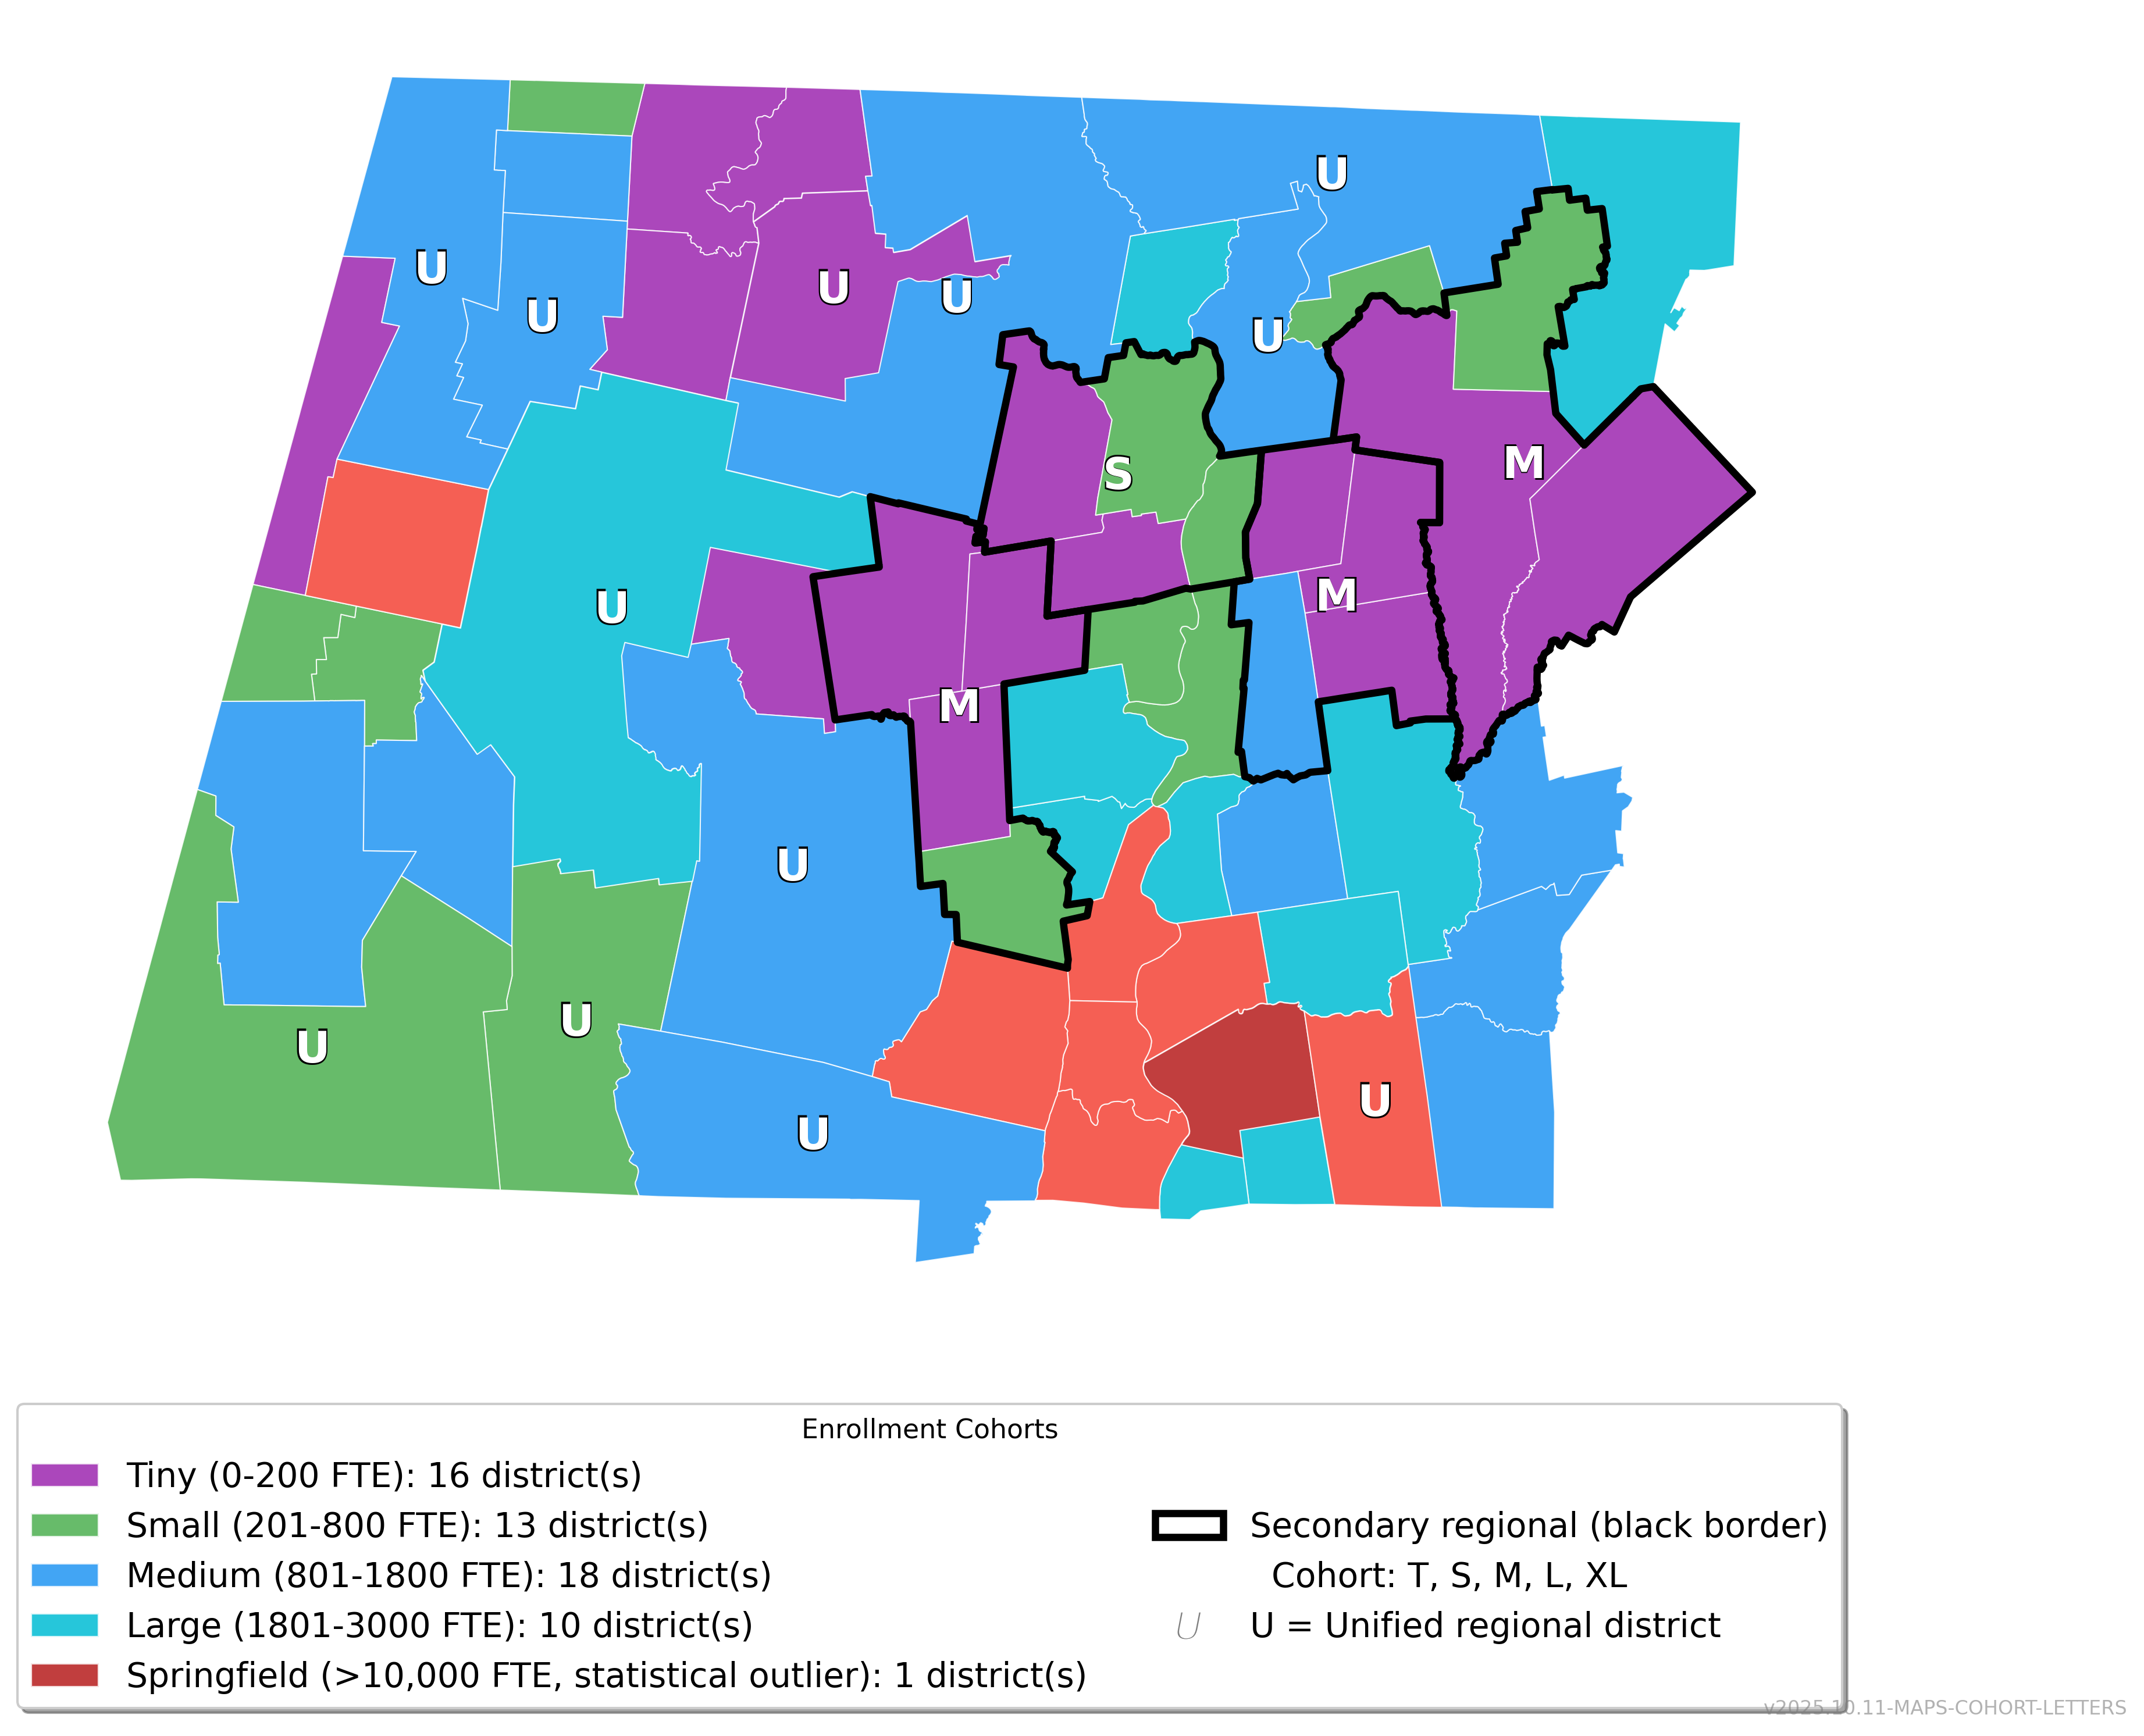 U
U
U
U
U
U
S
M
M
U
M
U
U
U
U
U
Enrollment Cohorts
Tiny (0-200 FTE): 16 district(s)
Small (201-800 FTE): 13 district(s)
Medium (801-1800 FTE): 18 district(s)
Large (1801-3000 FTE): 10 district(s)
Springfield (>10,000 FTE, statistical outlier): 1 district(s)
Secondary regional (black border)
Cohort: T, S, M, L, XL
U U = Unified regional district
v2025.10.11-MAPS-COHORT-LETTERS